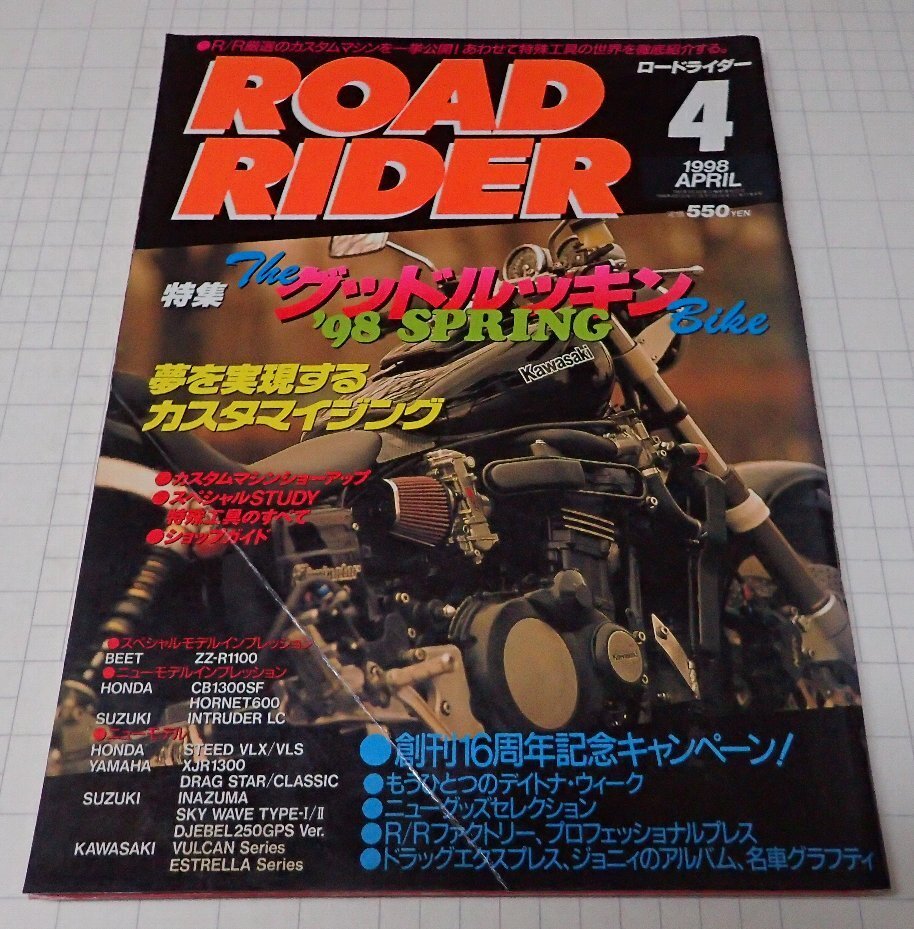 ●R/R厳選のカスタムマシンを一挙公開!あわせて特殊工具の世界を徹底紹介する。
ROAD
RIDER
ロードライダー
4
1998
APRIL
定価550YEN
特集
The
グッドルッキン
Bike
'98 SPRING
夢を実現する
カスタマイジング
Kawasaki
●カスタムマシンショーアップ
●スペシャルSTUDY
特殊工具のすべて
●ショップガイド
●スペシャルモデルインプレッション
BEET ZZ-R1100
●ニューモデルインプレッション
HONDA CB1300SF
HORNET600
SUZUKI INTRUDER LC
●ニューモデル
HONDA STEED VLX/VLS
YAMAHA XJR1300
DRAG STAR/CLASSIC
SUZUKI INAZUMA
SKY WAVE TYPE-I/II
DJEBEL250GPS Ver.
KAWASAKI VULCAN Series
ESTRELLA Series
●創刊16周年記念キャンペーン!
●もうひとつのデイトナ・ウィーク
●ニューグッズセレクション
●R/Rファクトリー、プロフェッショナルプレス
●ドラッグエクスプレス、ジョニィのアルバム、名車グラフティ